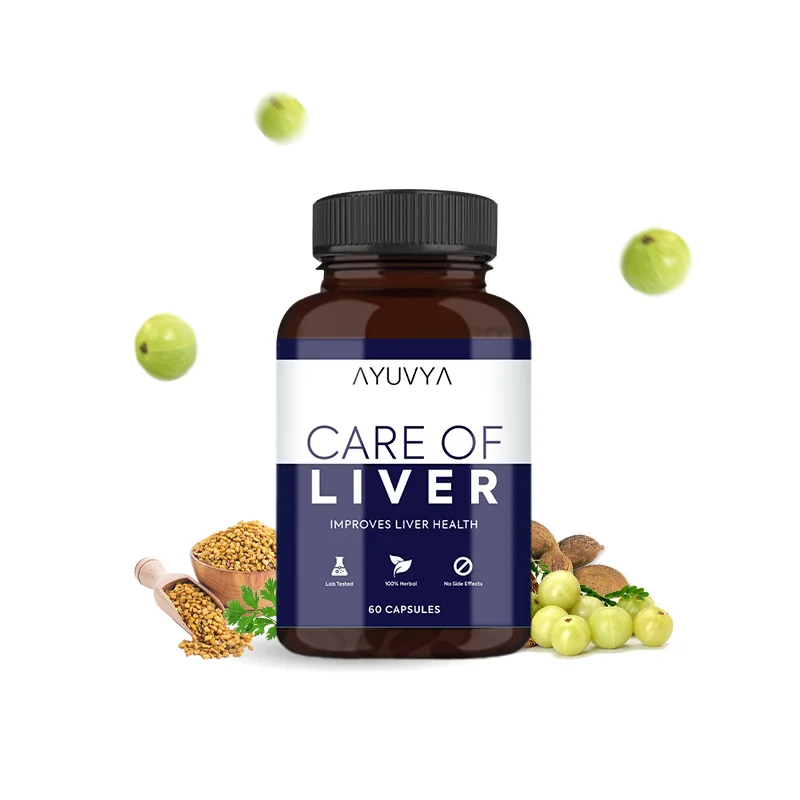 AYUVYA
CARE OF
LIVER
IMPROVES LIVER HEALTH
Lab Tested
100% Herbal
No Side Effects
60 CAPSULES